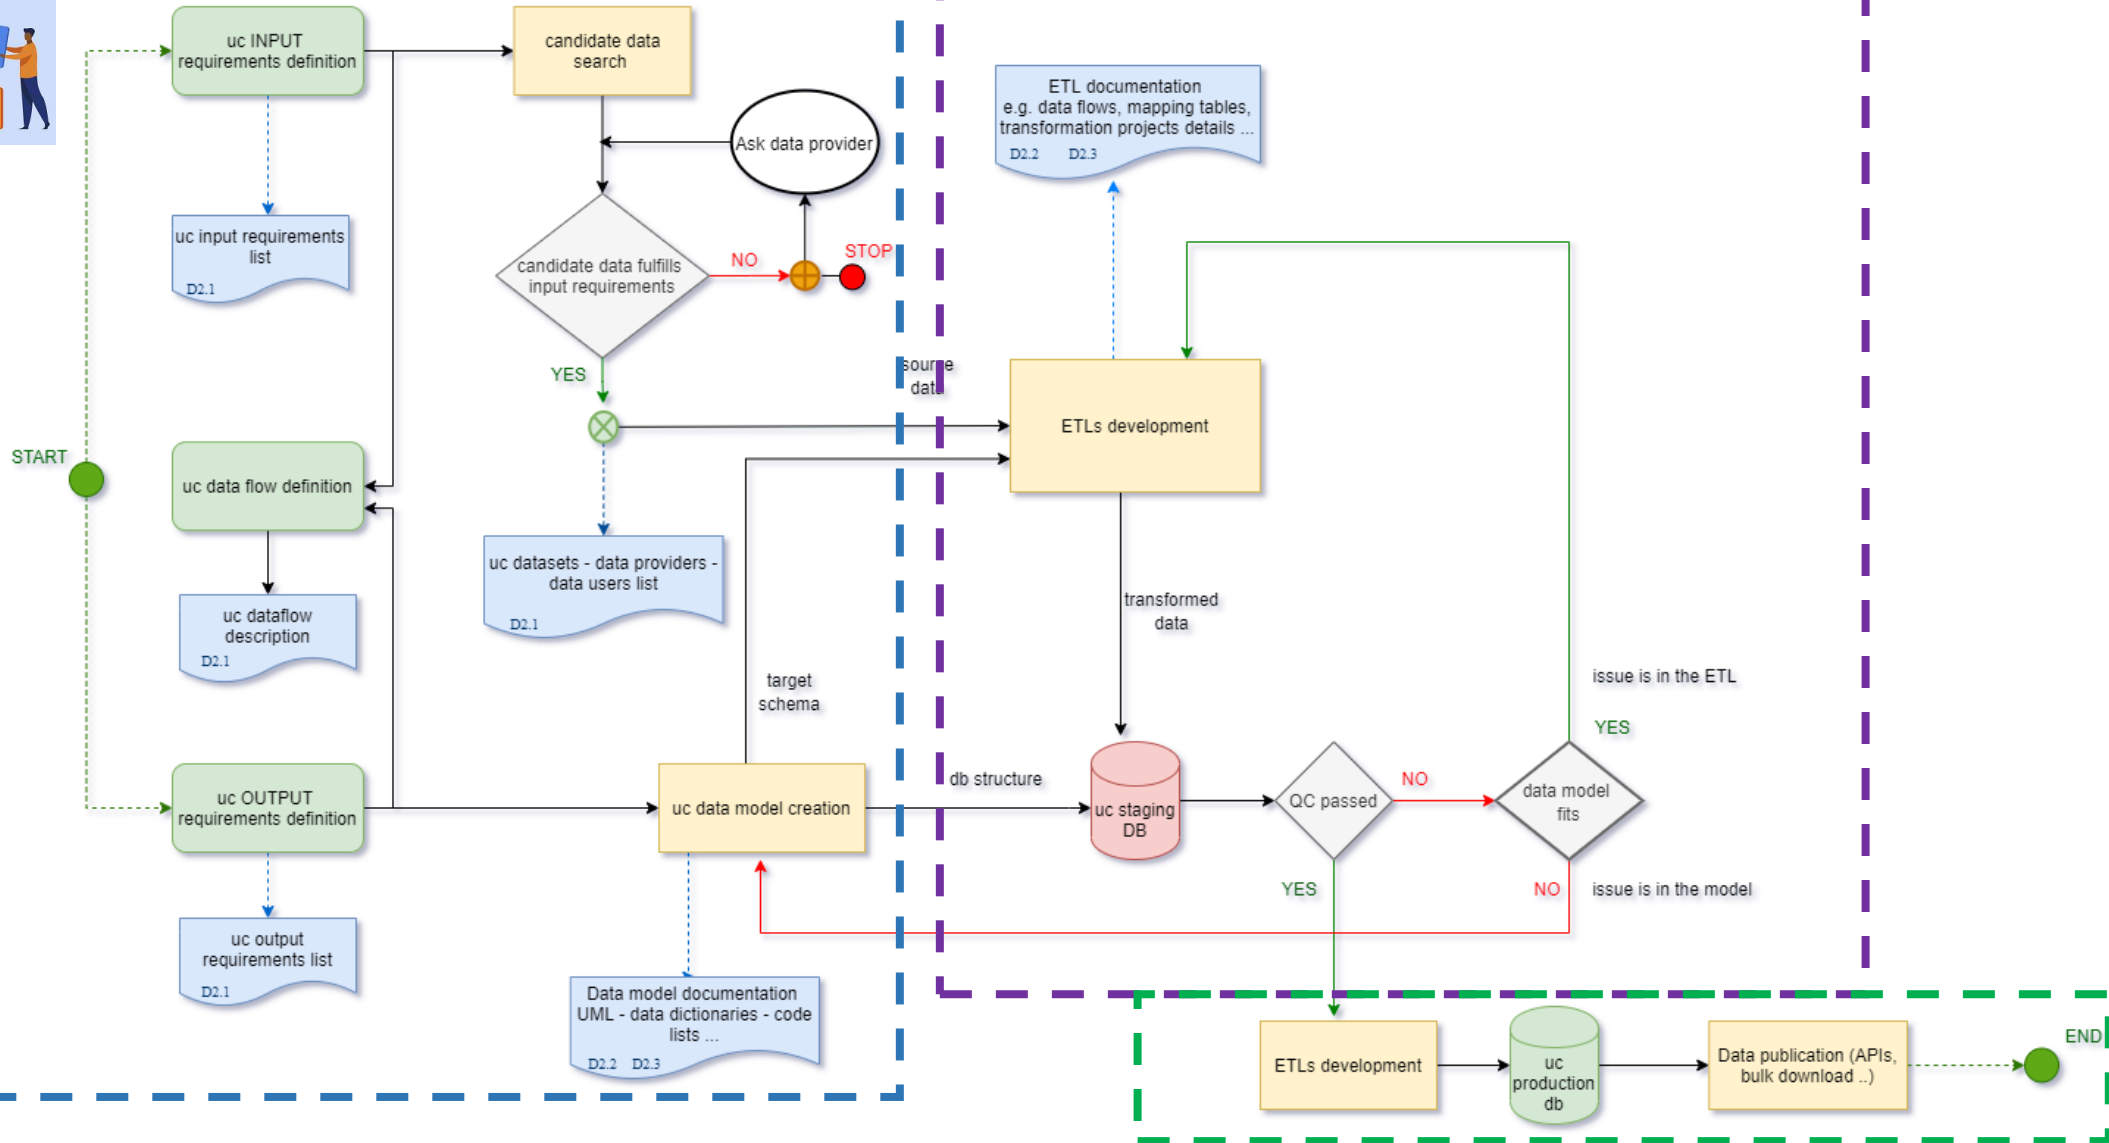 uc INPUT
requirements definition
candidate data
search
Ask data provider
ETL documentation
e.g. data flows, mapping tables,
transformation projects details ...
D2.2 D2.3
uc input requirements
list
D2.1
candidate data fulfills
input requirements
NO
STOP
YES
source
data
ETLs development
START
uc data flow definition
uc datasets - data providers -
data users list
D2.1
uc dataflow
description
D2.1
transformed
data
target
schema
issue is in the ETL
YES
uc OUTPUT
requirements definition
uc data model creation
db structure
uc staging
DB
QC passed
NO
data model
fits
YES
NO
issue is in the model
uc output
requirements list
D2.1
Data model documentation
UML - data dictionaries - code
lists ...
D2.2 D2.3
ETLs development
uc
production
db
Data publication (APIs,
bulk download ..)
END